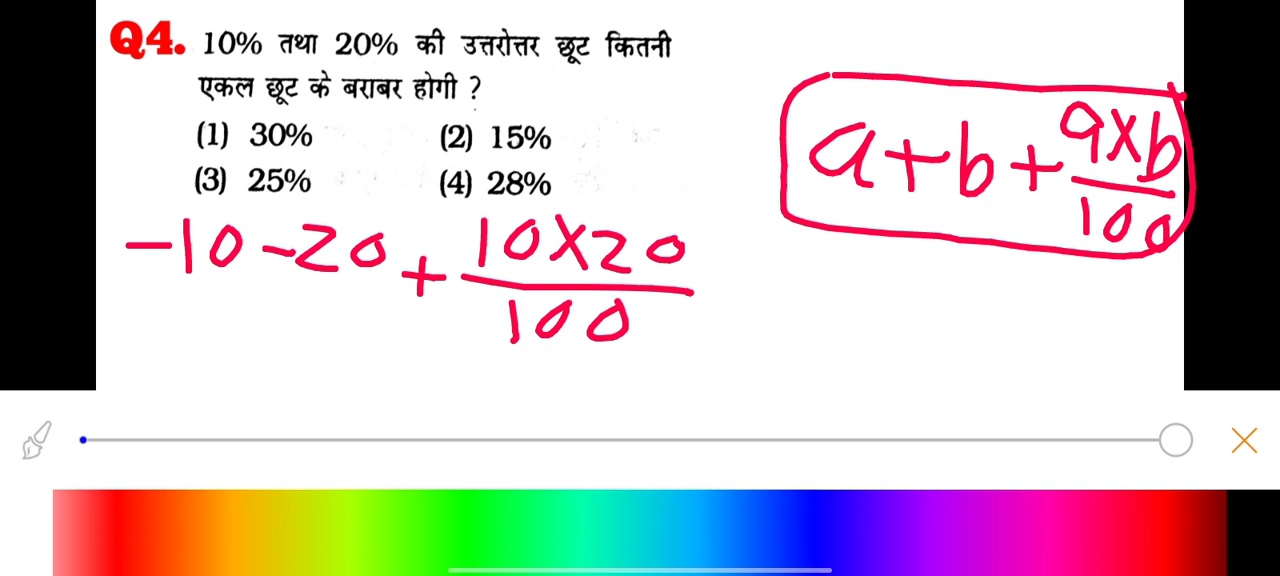 Q4. 10% तथा 20% की उत्तरोत्तर छूट कितनी
एकल छूट के बराबर होगी ?
(1) 30% (2) 15%
(3) 25% (4) 28%
a+b+a×b/100
-10-20+10×20/100